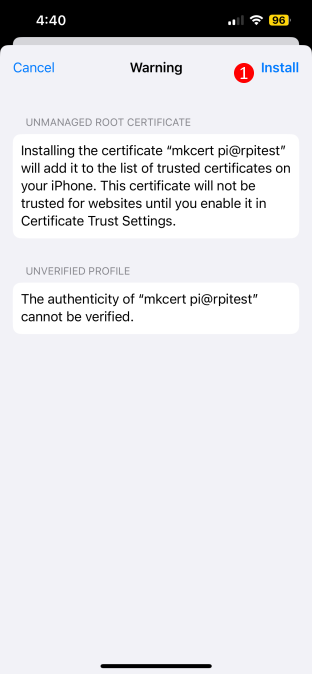 4:40
96
Cancel
Warning
1
Install
UNMANAGED ROOT CERTIFICATE
Installing the certificate “mkcert pi@rpitest”
will add it to the list of trusted certificates on
your iPhone. This certificate will not be
trusted for websites until you enable it in
Certificate Trust Settings.
UNVERIFIED PROFILE
The authenticity of “mkcert pi@rpitest”
cannot be verified.